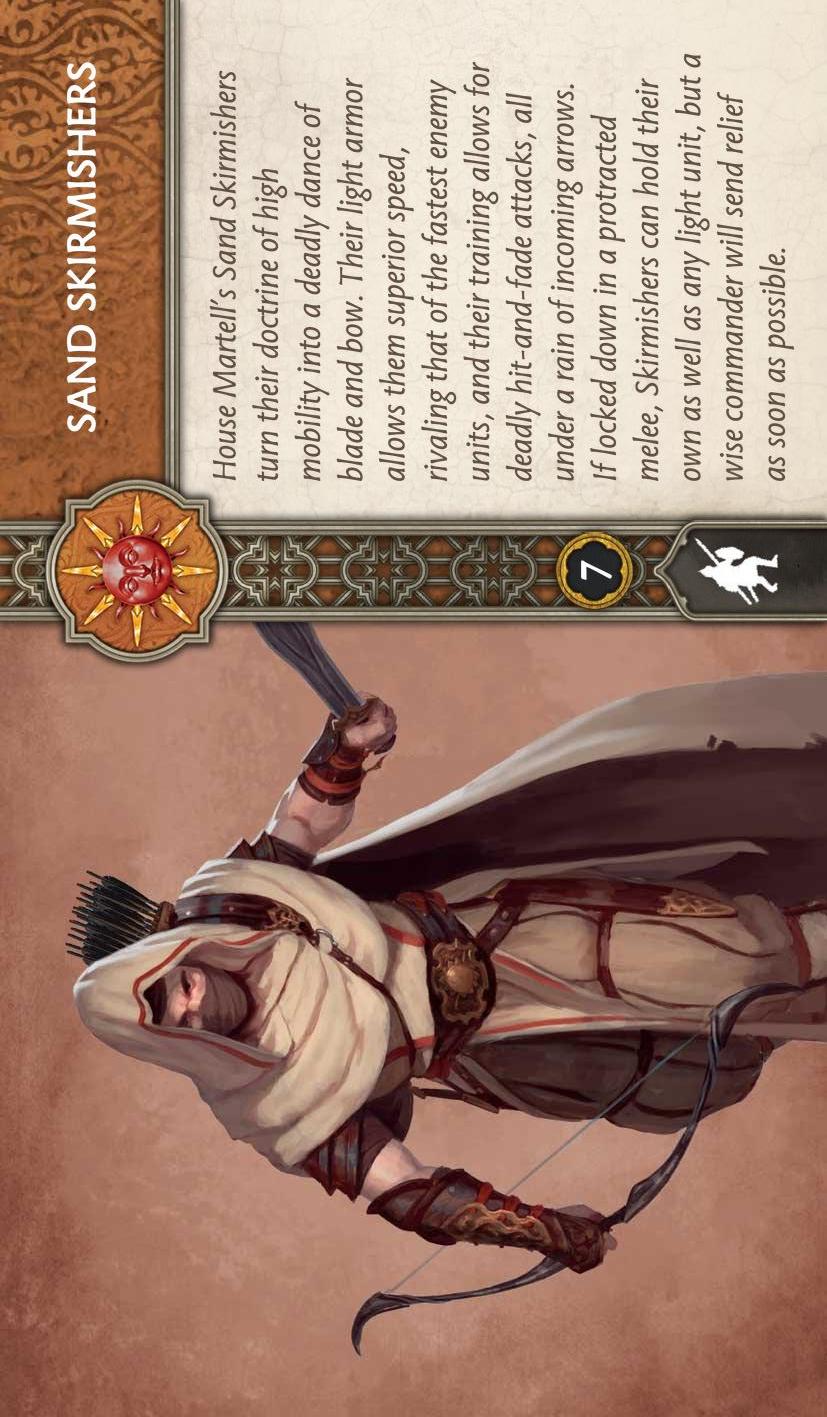 SAND SKIRMISHERS
House Martell's Sand Skirmishers
turn their doctrine of high
mobility into a deadly dance of
blade and bow. Their light armor
allows them superior speed,
rivaling that of the fastest enemy
units, and their training allows for
deadly hit-and-fade attacks, all
under a rain of incoming arrows.
If locked down in a protracted
melee, Skirmishers can hold their
own as well as any light unit, but a
wise commander will send relief
as soon as possible.
7